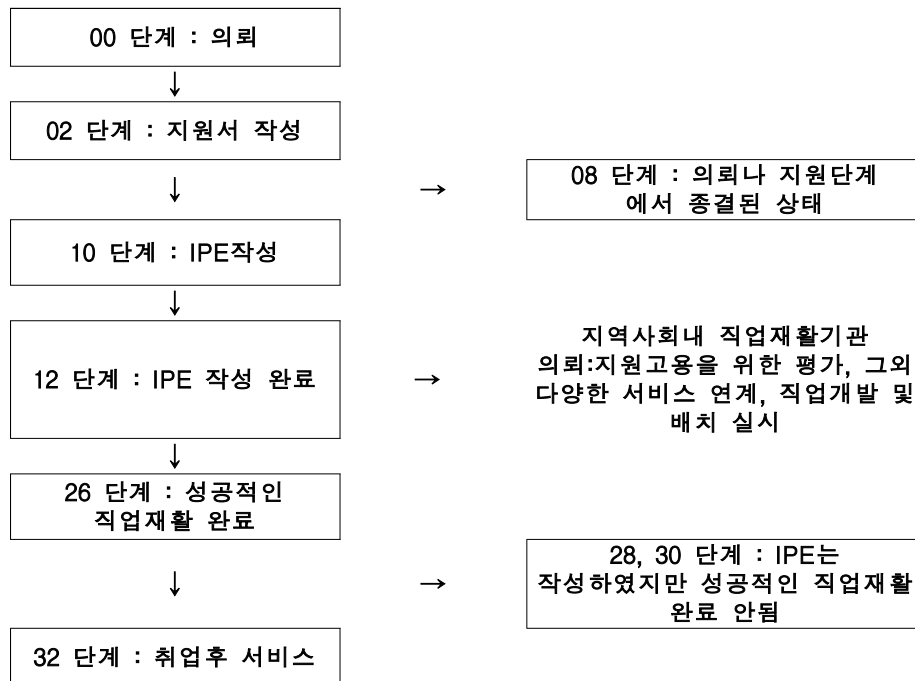 00 단계 : 의뢰
↓
02 단계 : 지원서 작성
↓ →
08 단계 : 의뢰나 지원단계
에서 종결된 상태
10 단계 : IPE작성
↓
12 단계 : IPE 작성 완료
→
지역사회내 직업재활기관
의뢰:지원고용을 위한 평가, 그외
다양한 서비스 연계, 직업개발 및
배치 실시
↓
26 단계 : 성공적인
직업재활 완료
↓ →
28, 30 단계 : IPE는
작성하였지만 성공적인 직업재활
완료 안됨
32 단계 : 취업후 서비스